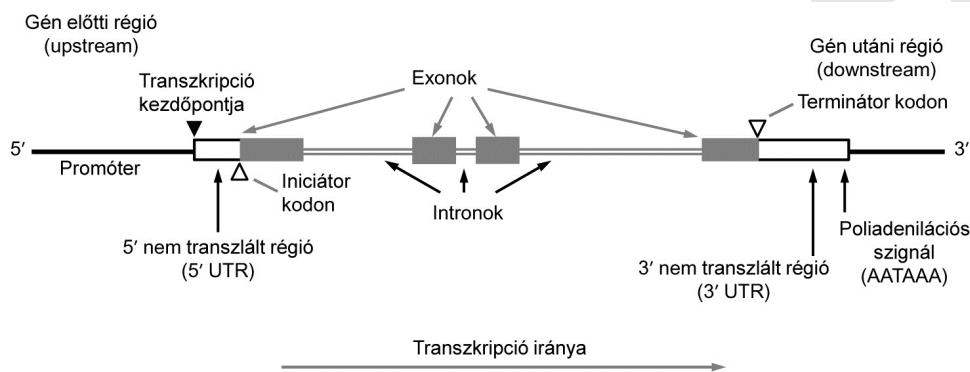 Gén előtti régió
(upstream)
Gén utáni régió
(downstream)
Transzkripció
kezdőpontja
Exonok
Terminátor kodon
5′
3′
Promóter
Iniciátor
kodon
Intronok
5′ nem transzlált régió
(5′ UTR)
3′ nem transzlált régió
(3′ UTR)
Poliadenilációs
szignál
(AATAAA)
Transzkripció iránya